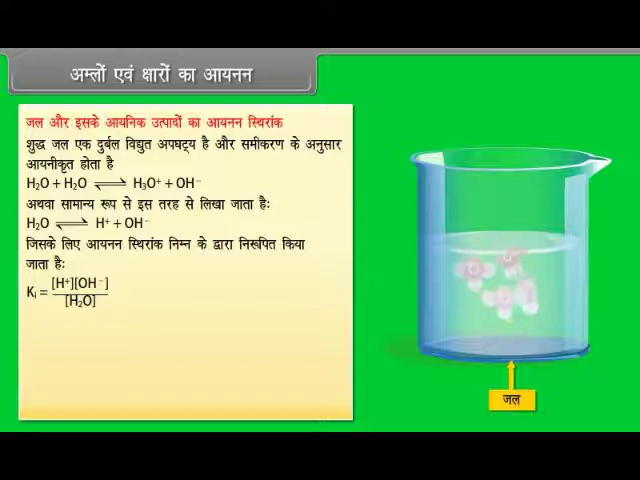 अम्लों एवं क्षारों का आयनन
जल और इसके आयनिक उत्पादों का आयनन स्थिरांक
शुद्ध जल एक दुर्बल विद्युत अपघट्य है और समीकरण के अनुसार
आयनीकृत होता है
H₂O + H₂O ⇌ H₃O⁺ + OH⁻
अथवा सामान्य रूप से इस तरह से लिखा जाता हैः
H₂O ⇌ H⁺ + OH⁻
जिसके लिए आयनन स्थिरांक निम्न के द्वारा निरूपित किया
जाता हैः
Kᵢ = [H⁺][OH⁻]
[H₂O]
जल